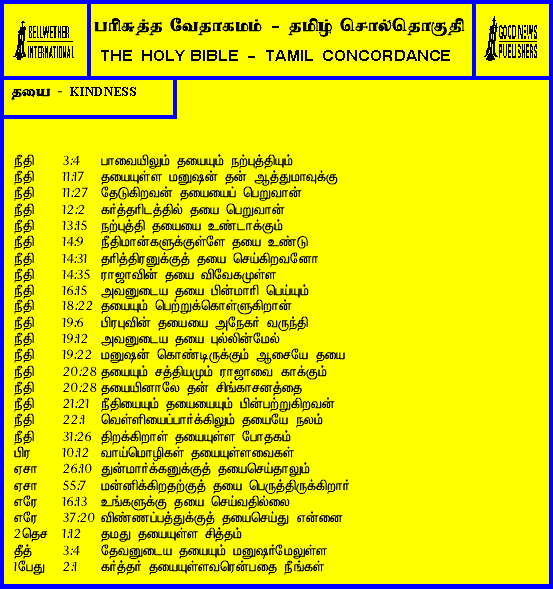 BELLWETHER
INTERNATIONAL
பரிசுத்த வேதாகமம் - தமிழ் சொல்தொகுதி
THE HOLY BIBLE - TAMIL CONCORDANCE
GOOD NEWS
PUBLISHERS
தயை - KINDNESS
நீதி 3:4 பாவையிலும் தயையும் நற்புத்தியும்
நீதி 11:17 தயையுள்ள மனுஷன் தன் ஆத்துமாவுக்கு
நீதி 11:27 தேடுகிறவன் தயையைப் பெறுவான்
நீதி 12:2 கர்த்தரிடத்தில் தயை பெறுவான்
நீதி 13:15 நற்புத்தி தயையை உண்டாக்கும்
நீதி 14:9 நீதிமான்களுக்குள்ளே தயை உண்டு
நீதி 14:31 தரித்திரனுக்குத் தயை செய்கிறவனோ
நீதி 14:35 ராஜாவின் தயை விவேகமுள்ள
நீதி 16:15 அவனுடைய தயை பின்மாரி பெய்யும்
நீதி 18:22 தயையும் பெற்றுக்கொள்ளுகிறான்
நீதி 19:6 பிரபுவின் தயையை அநேகர் வருந்தி
நீதி 19:12 அவனுடைய தயை புல்லின்மேல்
நீதி 19:22 மனுஷன் கொண்டிருக்கும் ஆசையே தயை
நீதி 20:28 தயையும் சத்தியமும் ராஜாவை காக்கும்
நீதி 20:28 தயையினாலே தன் சிங்காசனத்தை
நீதி 21:21 நீதியையும் தயையையும் பின்பற்றுகிறவன்
நீதி 22:1 வெள்ளியைப்பார்க்கிலும் தயையே நலம்
நீதி 31:26 திறக்கிறாள் தயையுள்ள போதகம்
பிர 10:12 வாய்மொழிகள் தயையுள்ளவைகள்
ஏசா 26:10 துன்மார்க்கனுக்குத் தயைசெய்தாலும்
ஏசா 55:7 மன்னிக்கிறதற்குத் தயை பெருத்திருக்கிறார்
எரே 16:13 உங்களுக்கு தயை செய்வதில்லை
எரே 37:20 விண்ணப்பத்துக்குத் தயைசெய்து என்னை
2தெச 1:12 தமது தயையுள்ள சித்தம்
தீத் 3:4 தேவனுடைய தயையும் மனுஷர்மேலுள்ள
1பேது 2:1 கர்த்தர் தயையுள்ளவரென்பதை நீங்கள்